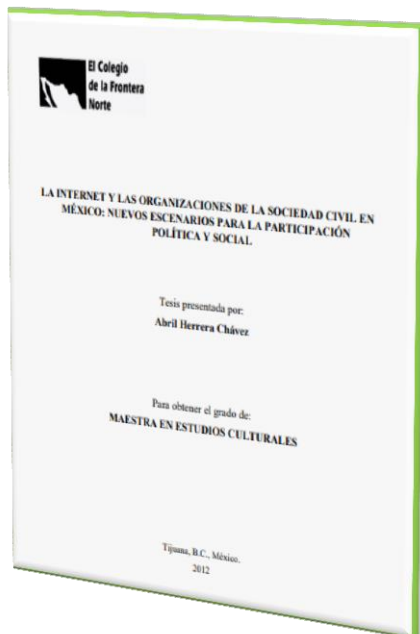 El Colegio
de la Frontera
Norte
LA INTERNET Y LAS ORGANIZACIONES DE LA SOCIEDAD CIVIL EN
MÉXICO: NUEVOS ESCENARIOS PARA LA PARTICIPACIÓN
POLÍTICA Y SOCIAL
Tesis presentada por:
Abril Herrera Chávez
Para obtener el grado de:
MAESTRA EN ESTUDIOS CULTURALES
Tijuana, B.C., México.
2012